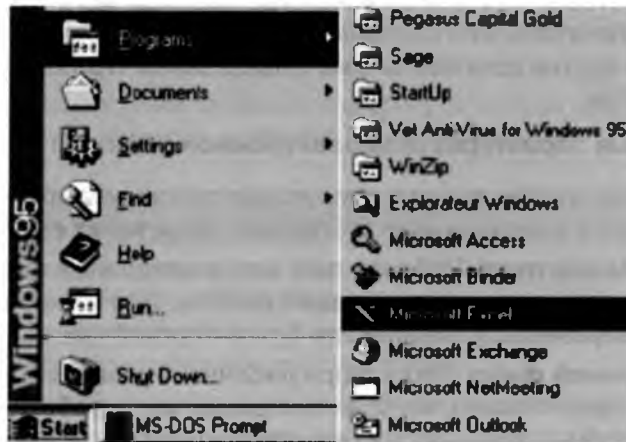 Windows95
Programs
Documents
Settings
Find
Help
Run...
Shut Down...
Start
MS-DOS Prompt
Pegasus Capital Gold
Sage
StartUp
Vet Anti-Virus for Windows 95
WinZip
Explorateur Windows
Microsoft Access
Microsoft Binder
Microsoft Excel
Microsoft Exchange
Microsoft NetMeeting
Microsoft Outlook